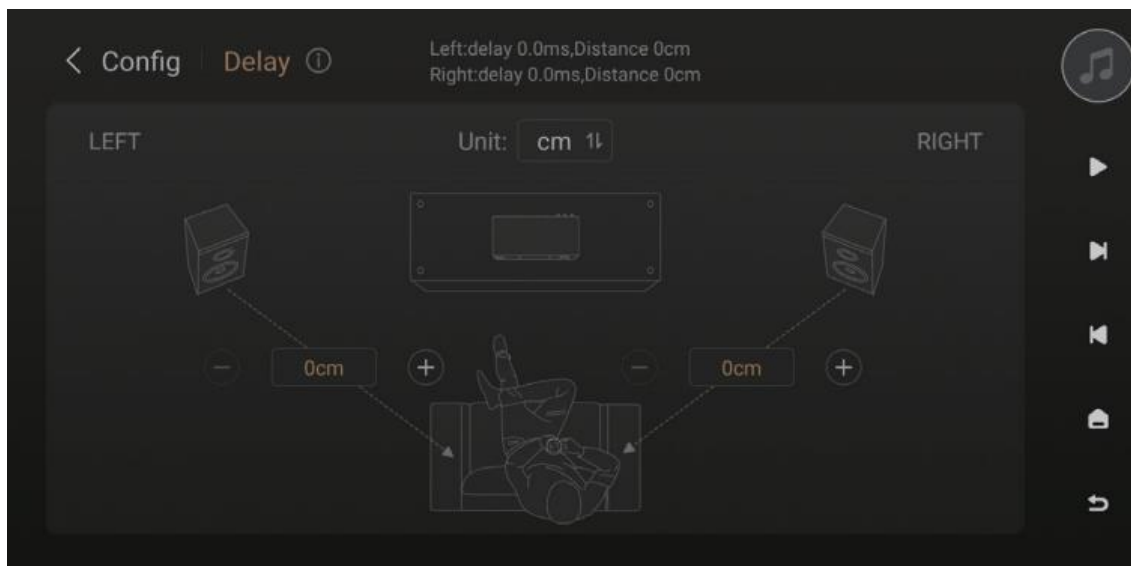 Config
Delay
Left:delay 0.0ms,Distance 0cm
Right:delay 0.0ms,Distance 0cm
LEFT
Unit: cm
RIGHT
0cm
0cm